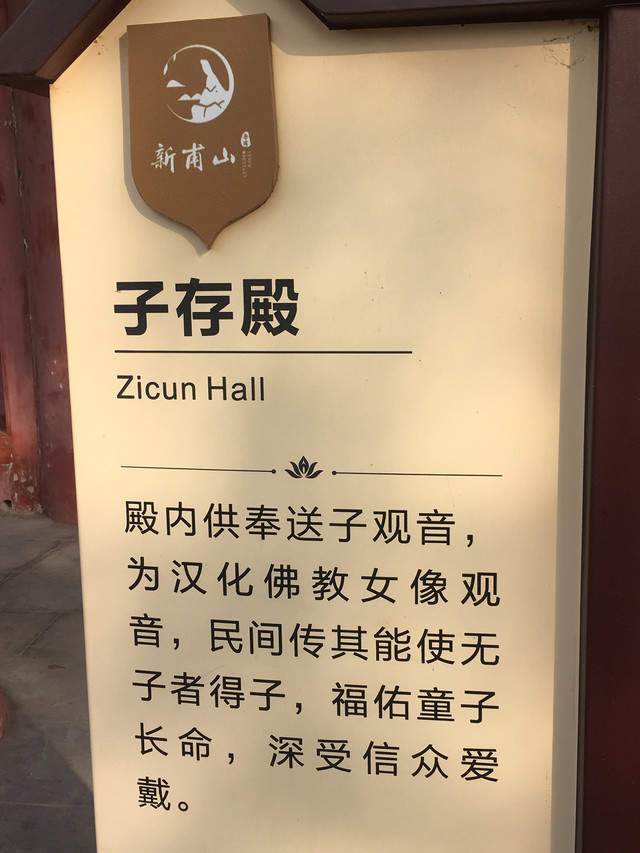 新甫山
子存殿
Zicun Hall
殿内供奉送子观音，
为汉化佛教女像观
音，民间传其能使无
子者得子，福佑童子
长命，深受信众爱
戴。